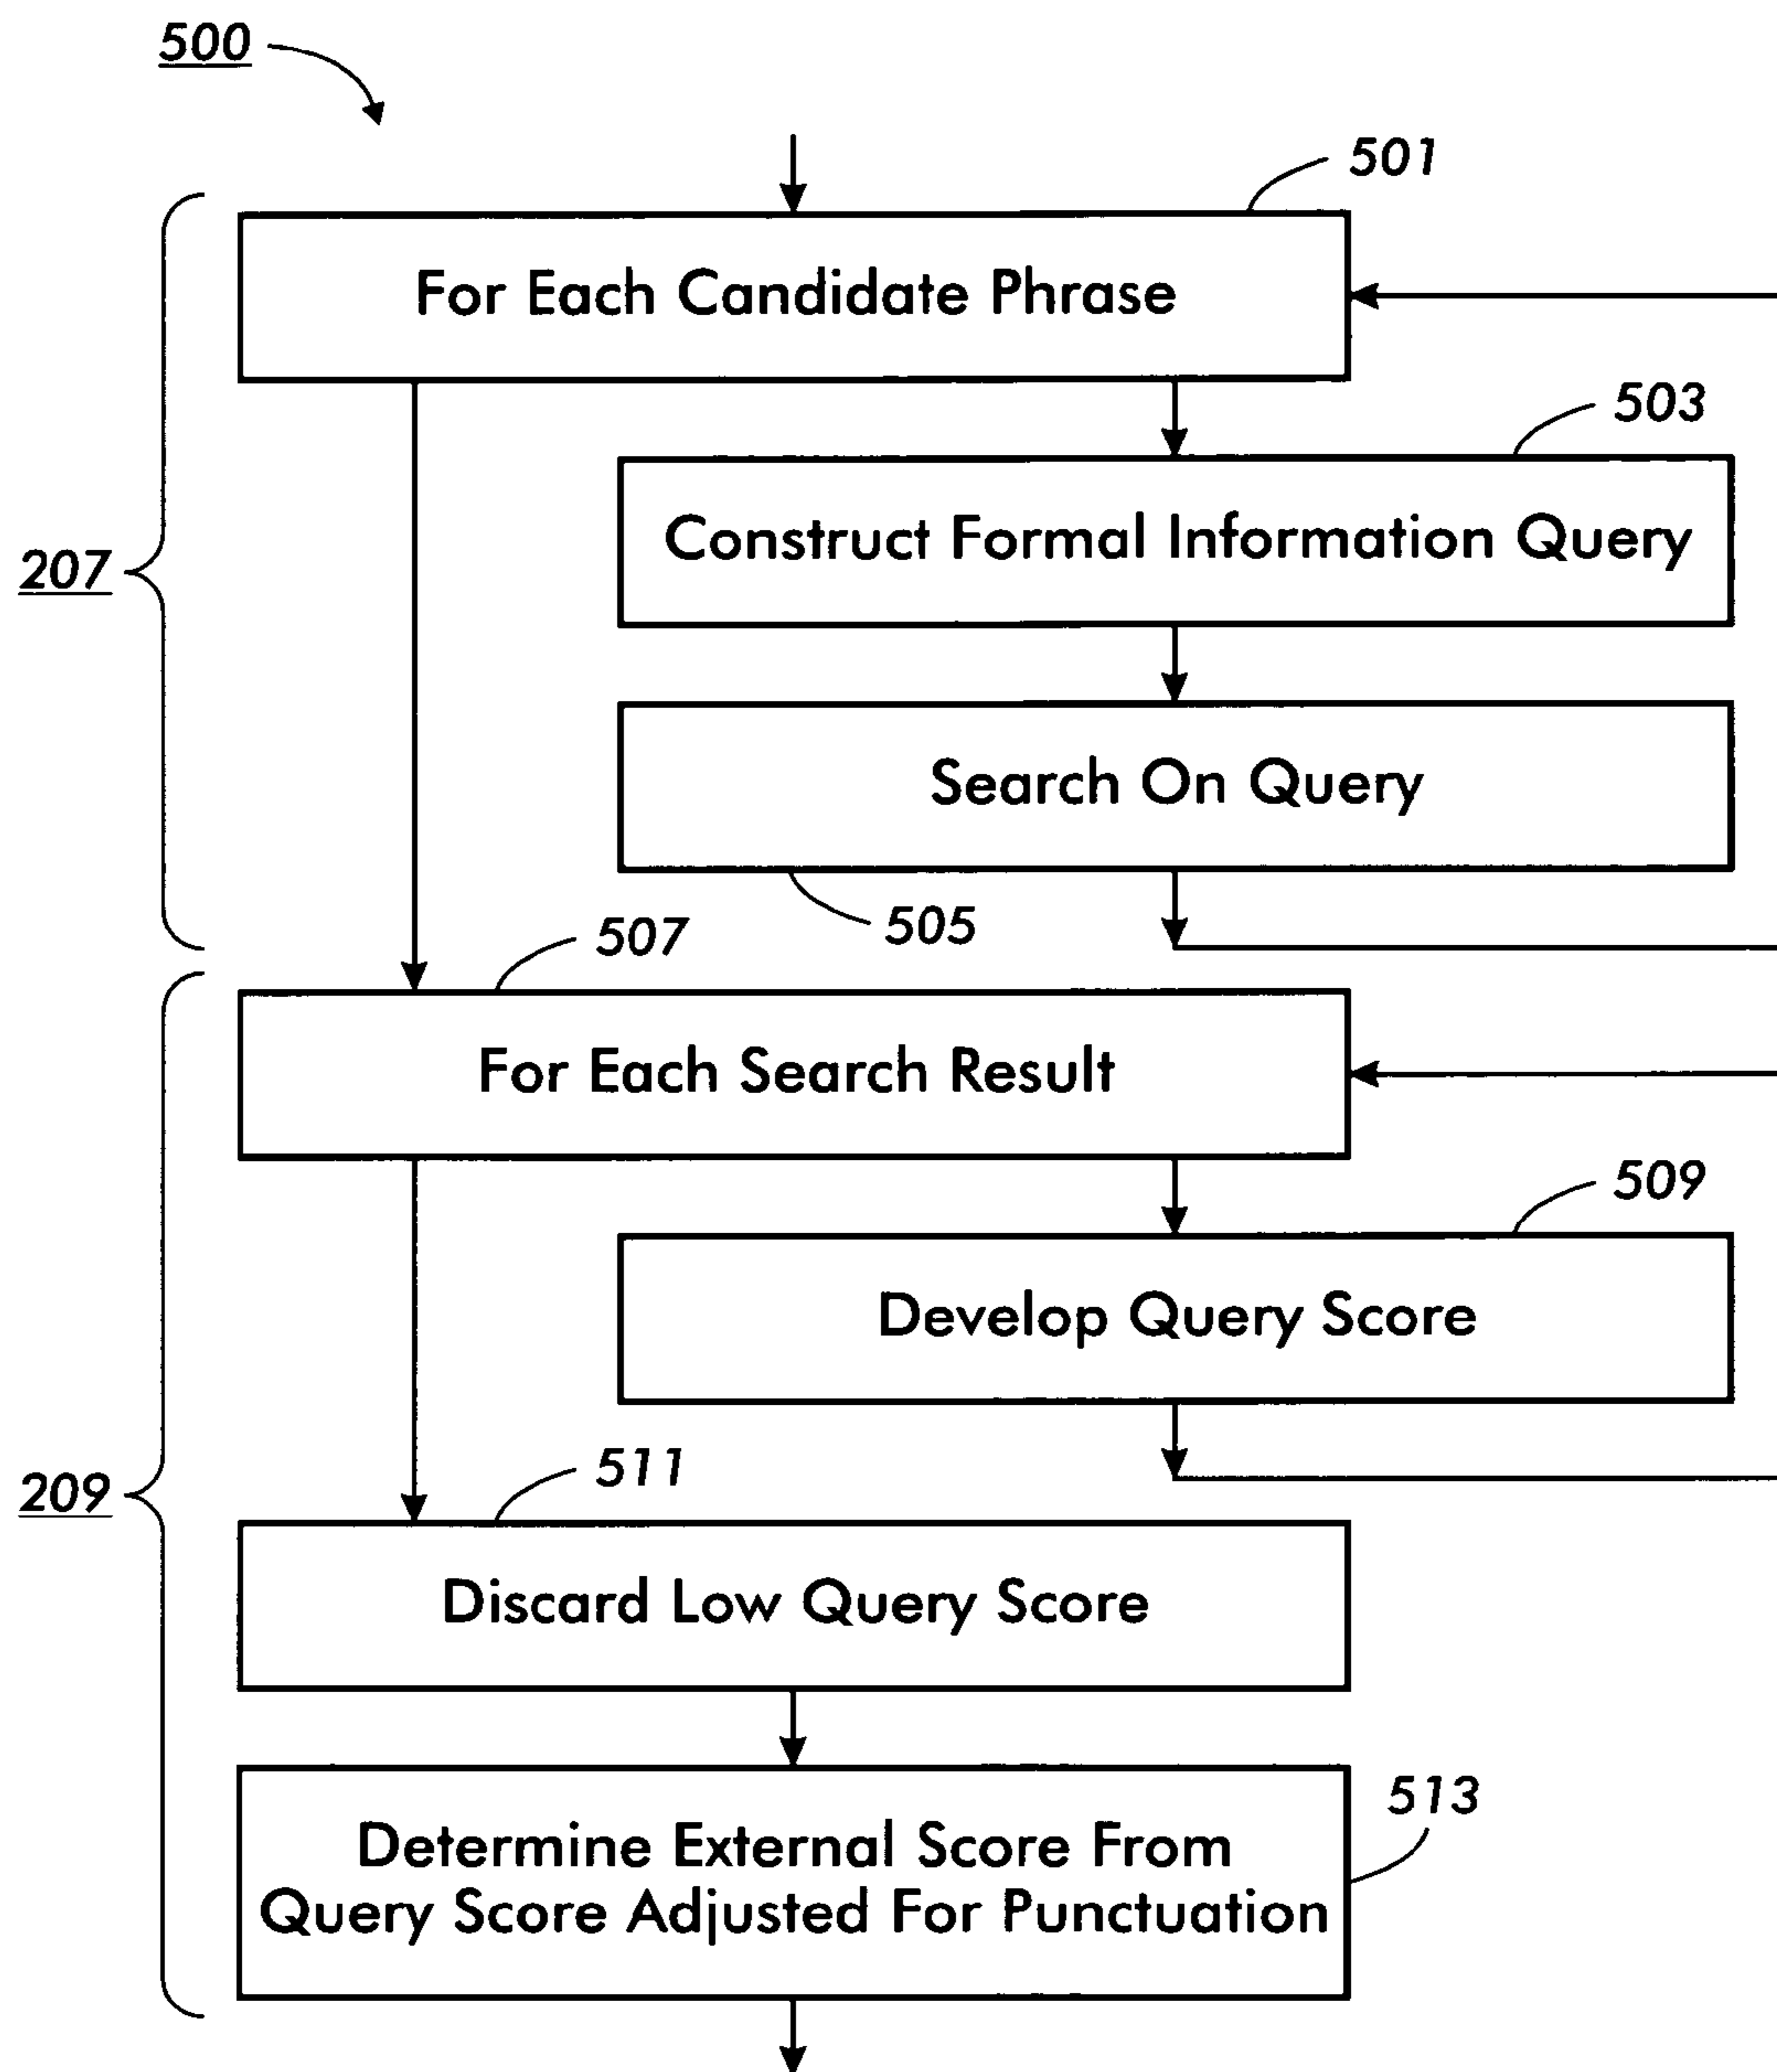 500
501
For Each Candidate Phrase
503
Construct Formal Information Query
207
Search On Query
505
507
For Each Search Result
509
Develop Query Score
209
511
Discard Low Query Score
513
Determine External Score From
Query Score Adjusted For Punctuation